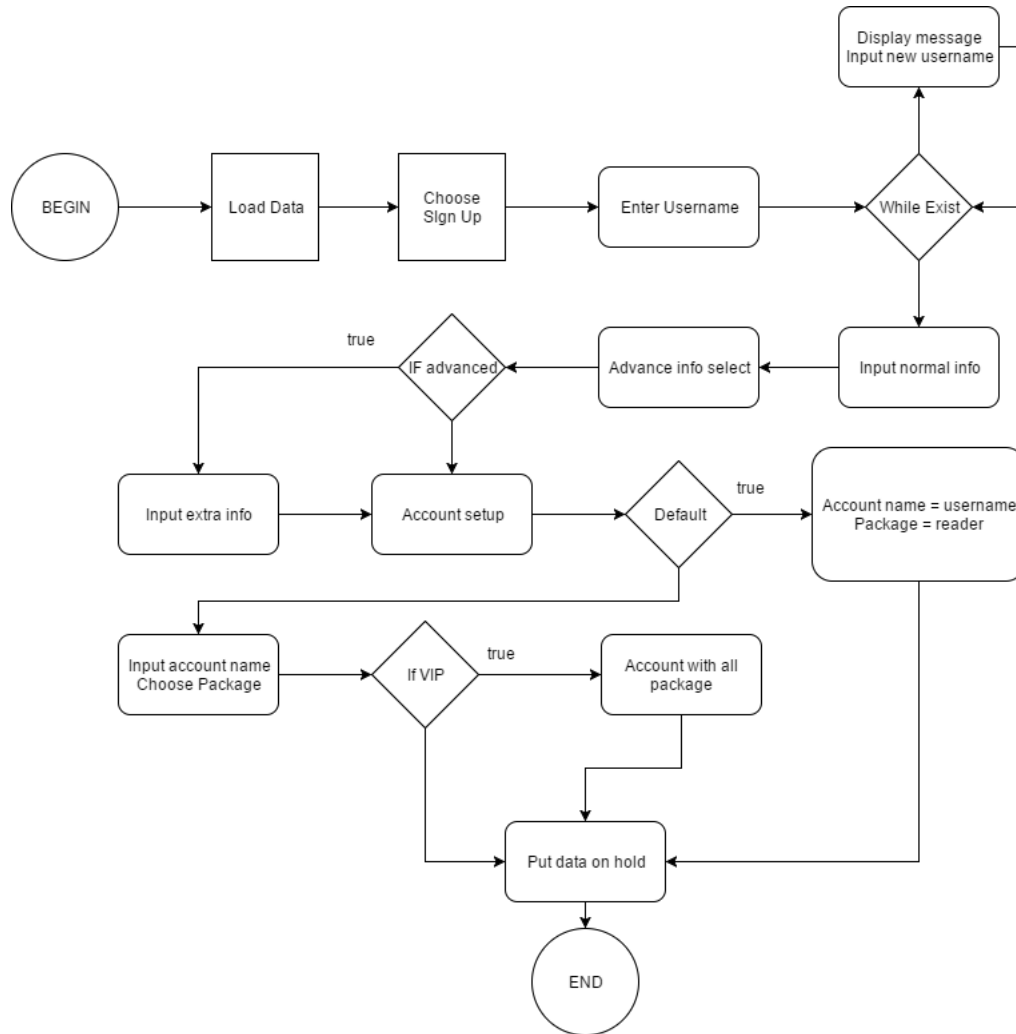 Display message
Input new username
BEGIN
Load Data
Choose
SIgn Up
Enter Username
While Exist
true
IF advanced
Advance info select
Input normal info
Input extra info
Account setup
Default
true
Account name = username
Package = reader
Input account name
Choose Package
If VIP
true
Account with all
package
Put data on hold
END